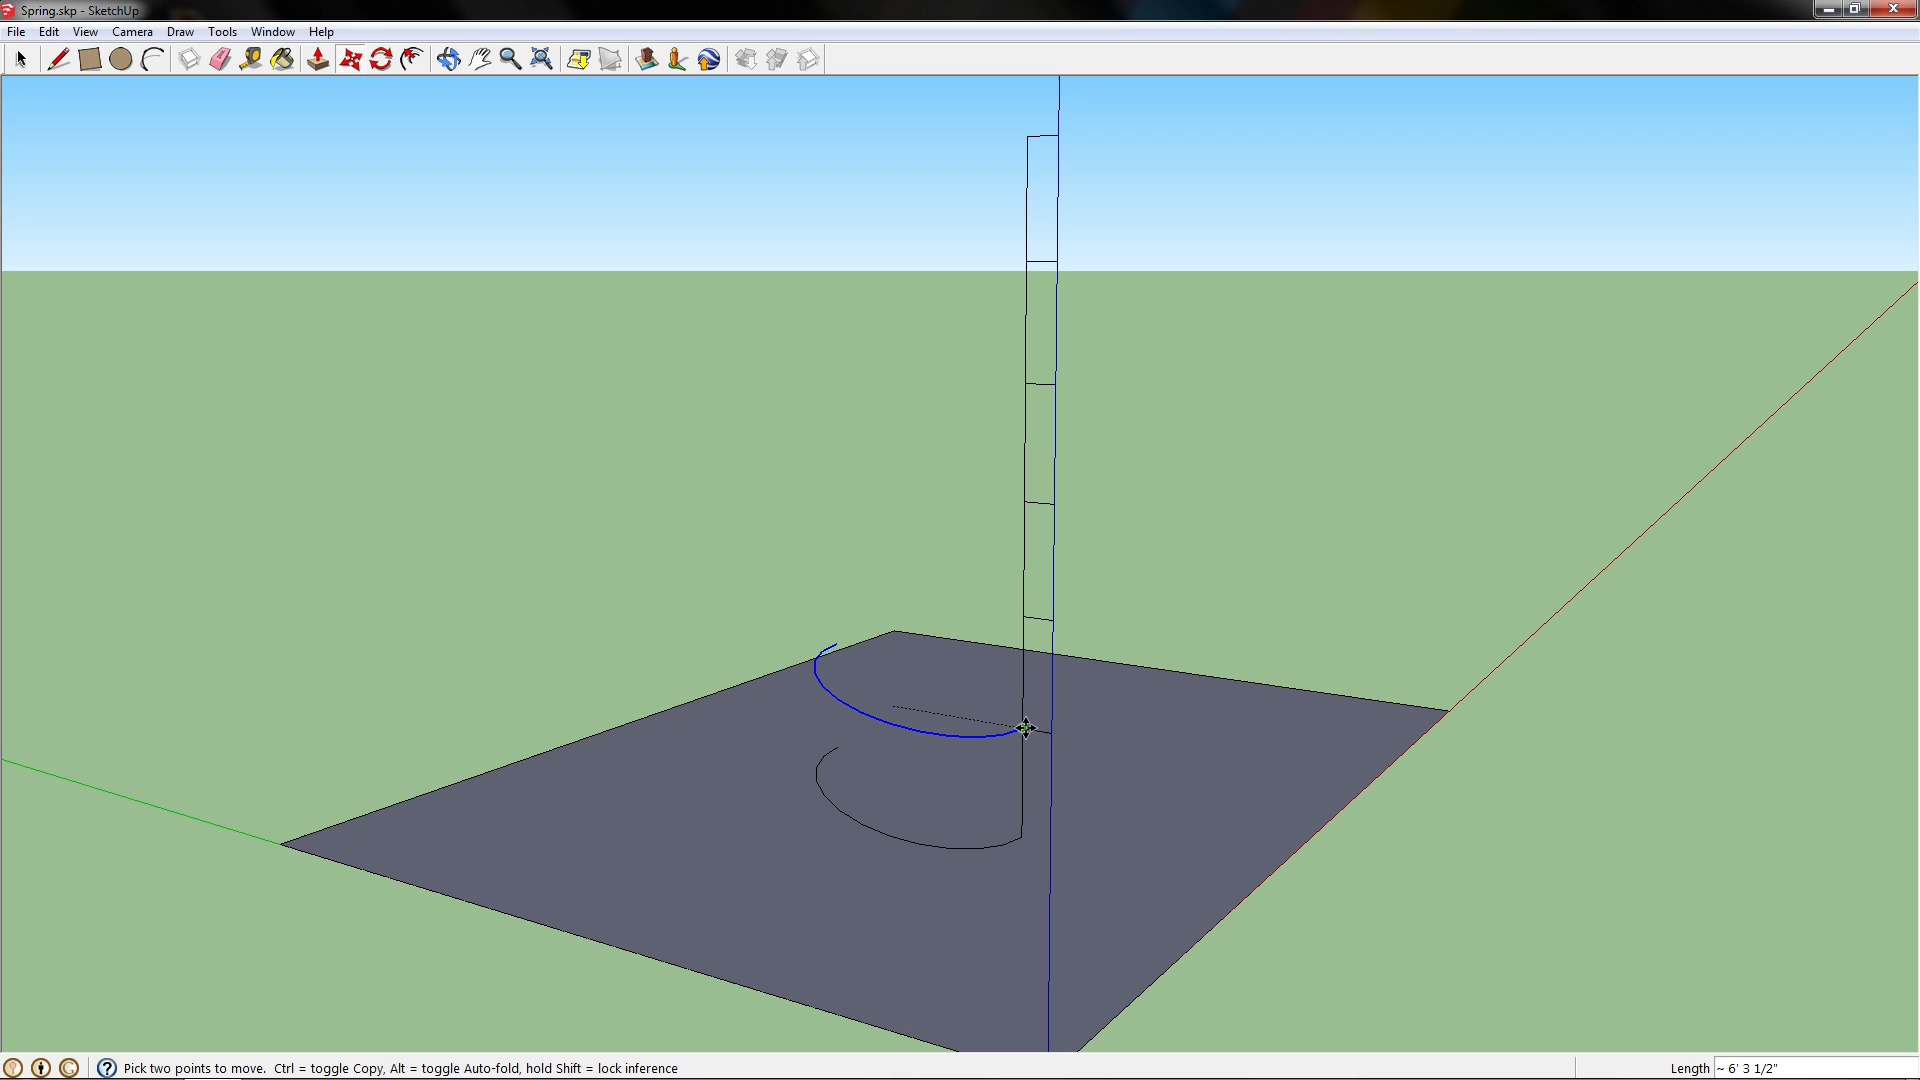 Spring.skp - SketchUp
File Edit View Camera Draw Tools Window Help
Pick two points to move. Ctrl = toggle Copy, Alt = toggle Auto-fold, hold Shift = lock inference
Length ~ 6' 3 1/2"